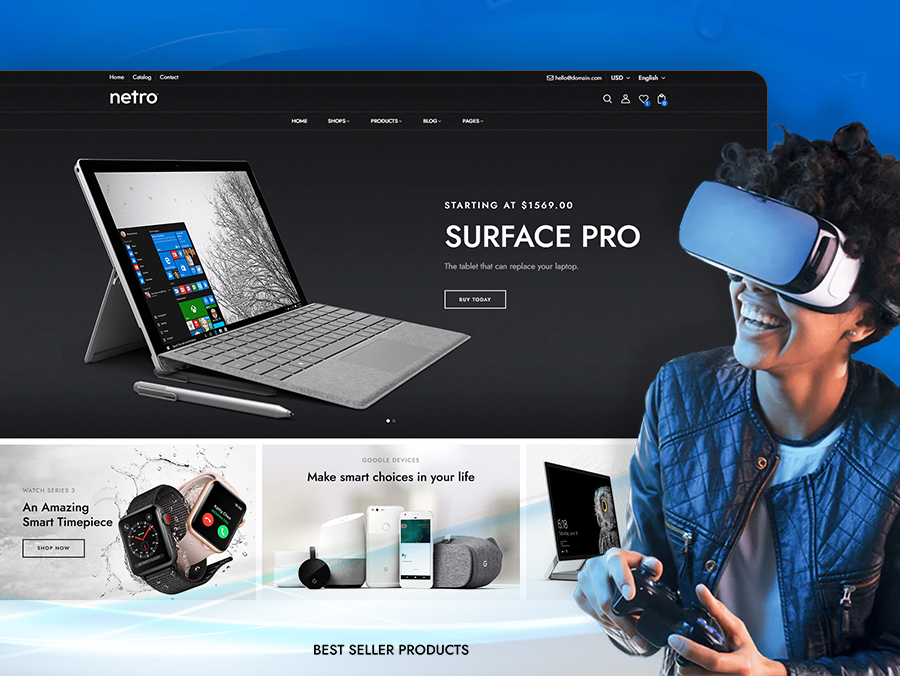 Home Catalog Contact
hello@domain.com USD English
netro
HOME SHOPS PRODUCTS BLOG PAGES
STARTING AT $1569.00
SURFACE PRO
The tablet that can replace your laptop.
BUY TODAY
WATCH SERIES 3
An Amazing
Smart Timepiece
SHOP NOW
GOOGLE DEVICES
Make smart choices in your life
6:18
BEST SELLER PRODUCTS